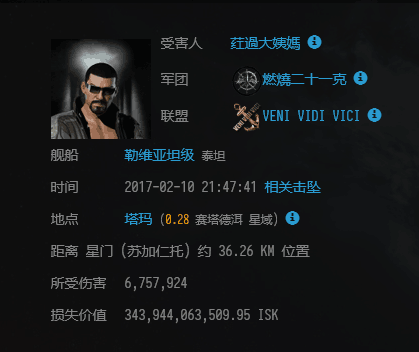 受害人 荭過大姨媽
军团 燃燒二十一克
联盟 VENI VIDI VICI
舰船 勒维亚坦级 泰坦
时间 2017-02-10 21:47:41 相关击坠
地点 塔玛 (0.28 赛塔德洱 星域)
距离 星门 (苏加仁托) 约 36.26 KM 位置
所受伤害 6,757,924
损失价值 343,944,063,509.95 ISK